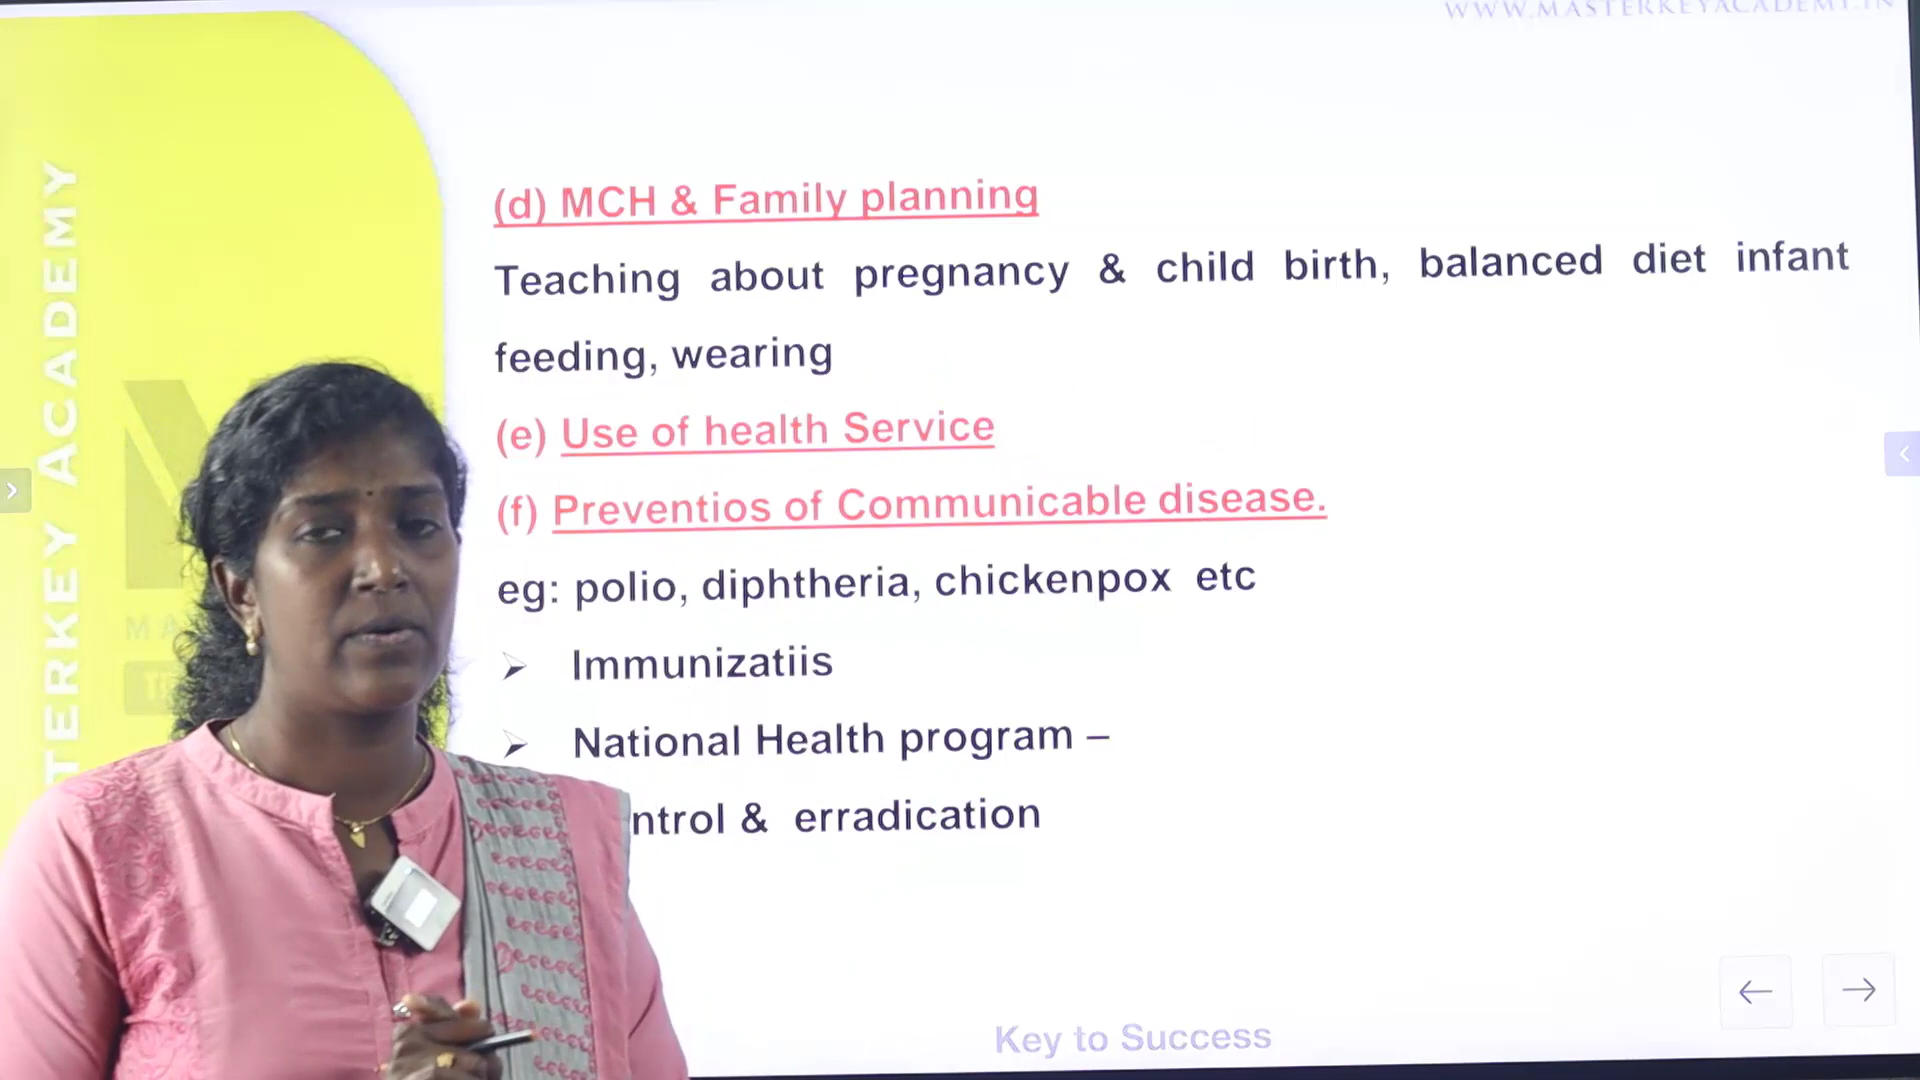 WWW.MASTERKEYACADEMY.IN
TERKEY ACADEMY
(d) MCH & Family planning
Teaching about pregnancy & child birth, balanced diet infant
feeding, wearing
(e) Use of health Service
(f) Preventios of Communicable disease.
eg: polio, diphtheria, chickenpox etc
➢ Immunizatiis
➢ National Health program –
ntrol & erradication
Key to Success